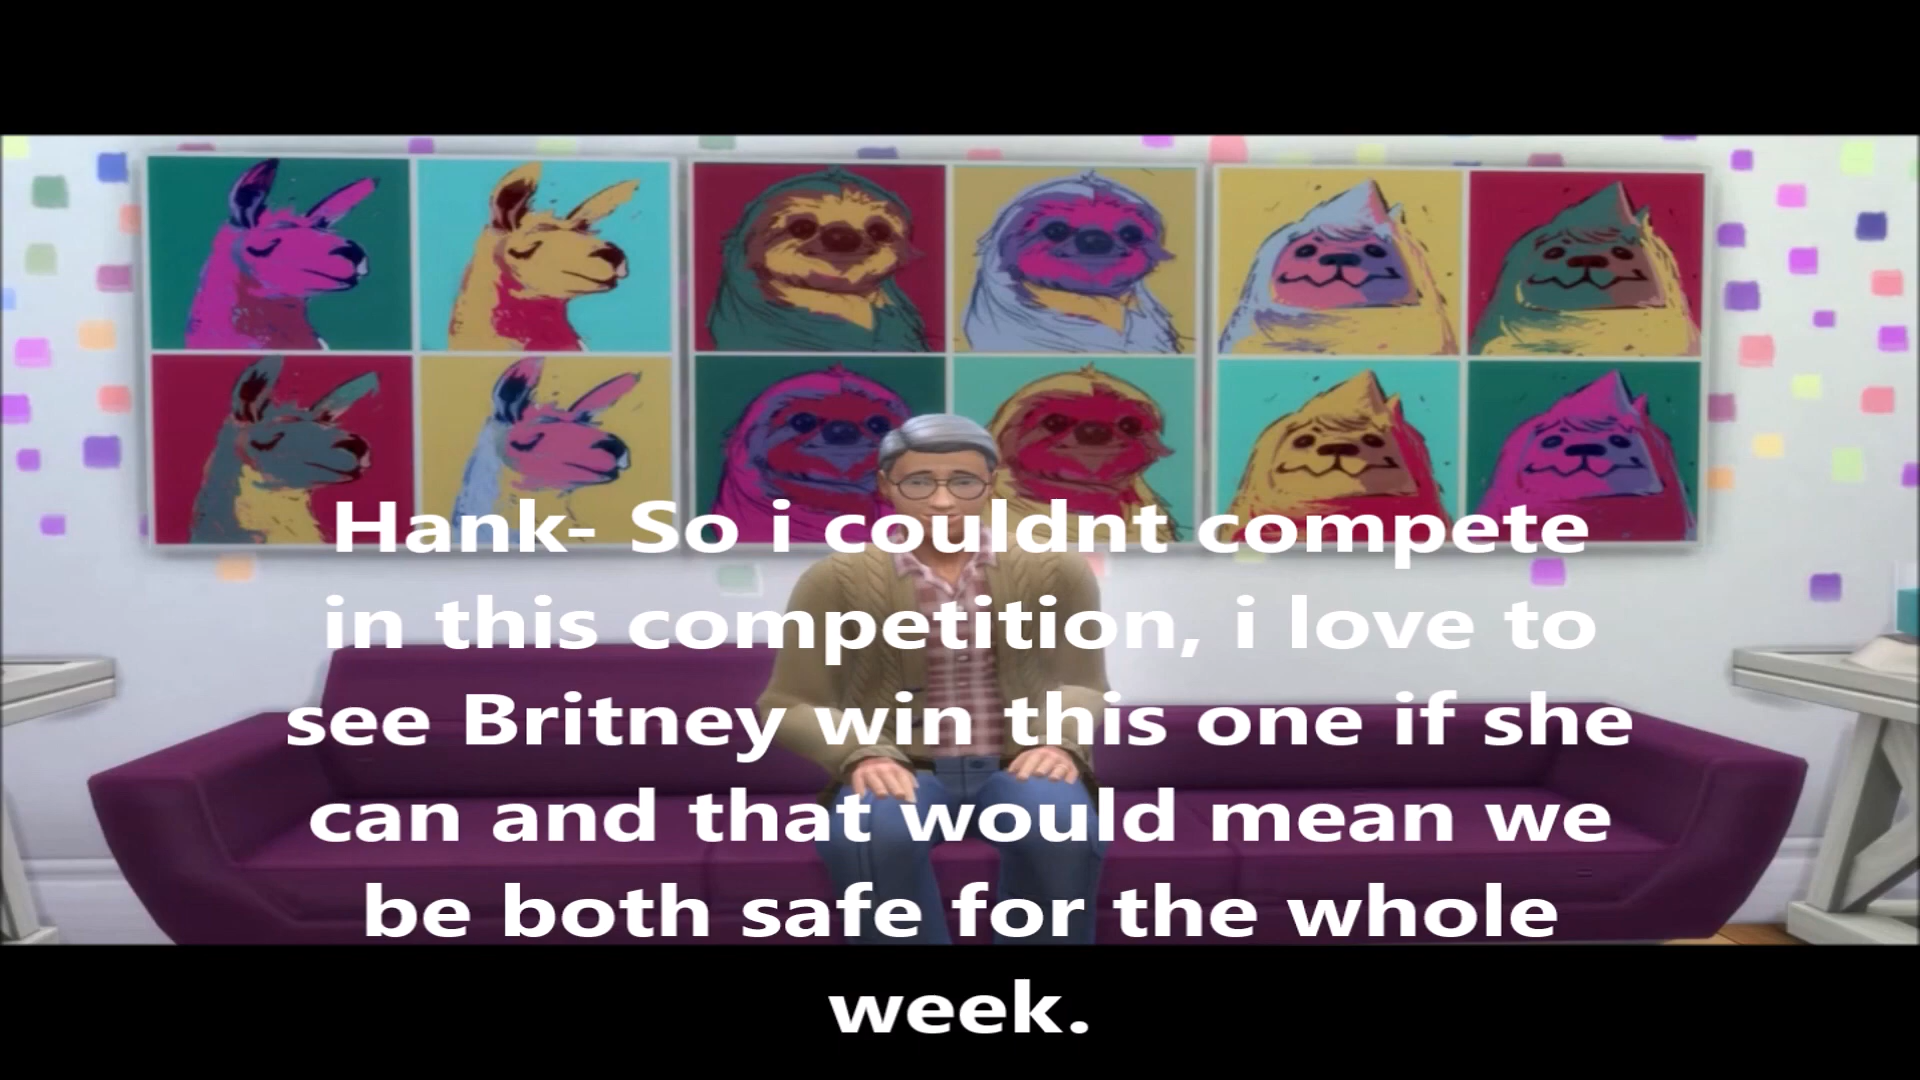 Hank- So i couldnt compete
in this competition, i love to
see Britney win this one if she
can and that would mean we
be both safe for the whole
week.